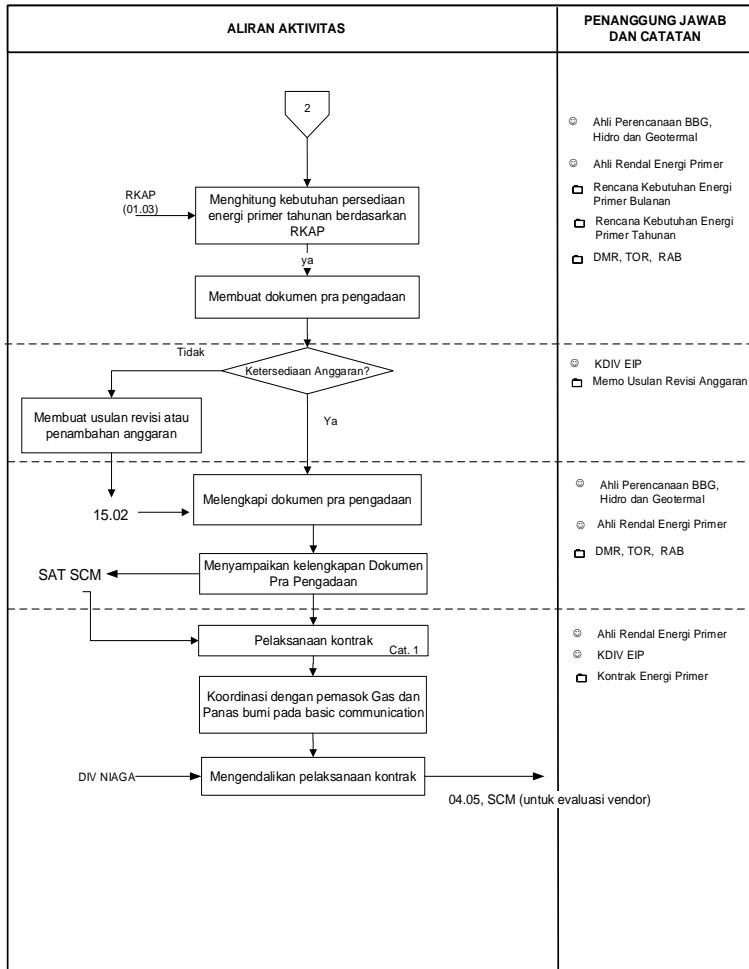 ALIRAN AKTIVITAS
PENANGGUNG JAWAB
DAN CATATAN
2
RKAP
(01.03)
Menghitung kebutuhan persediaan
energi primer tahunan berdasarkan
RKAP
ya
Membuat dokumen pra pengadaan
Ahli Perencanaan BBG,
Hidro dan Geotermal
Ahli Rendal Energi Primer
Rencana Kebutuhan Energi
Primer Bulanan
Rencana Kebutuhan Energi
Primer Tahunan
DMR, TOR, RAB
Tidak
Ketersediaan Anggaran?
Membuat usulan revisi atau
penambahan anggaran
Ya
KDIV EIP
Memo Usulan Revisi Anggaran
15.02
Melengkapi dokumen pra pengadaan
SAT SCM
Menyampaikan kelengkapan Dokumen
Pra Pengadaan
Ahli Perencanaan BBG,
Hidro dan Geotermal
Ahli Rendal Energi Primer
DMR, TOR, RAB
Pelaksanaan kontrak
Cat. 1
Koordinasi dengan pemasok Gas dan
Panas bumi pada basic communication
DIV NIAGA
Mengendalikan pelaksanaan kontrak
04.05, SCM (untuk evaluasi vendor)
Ahli Rendal Energi Primer
KDIV EIP
Kontrak Energi Primer